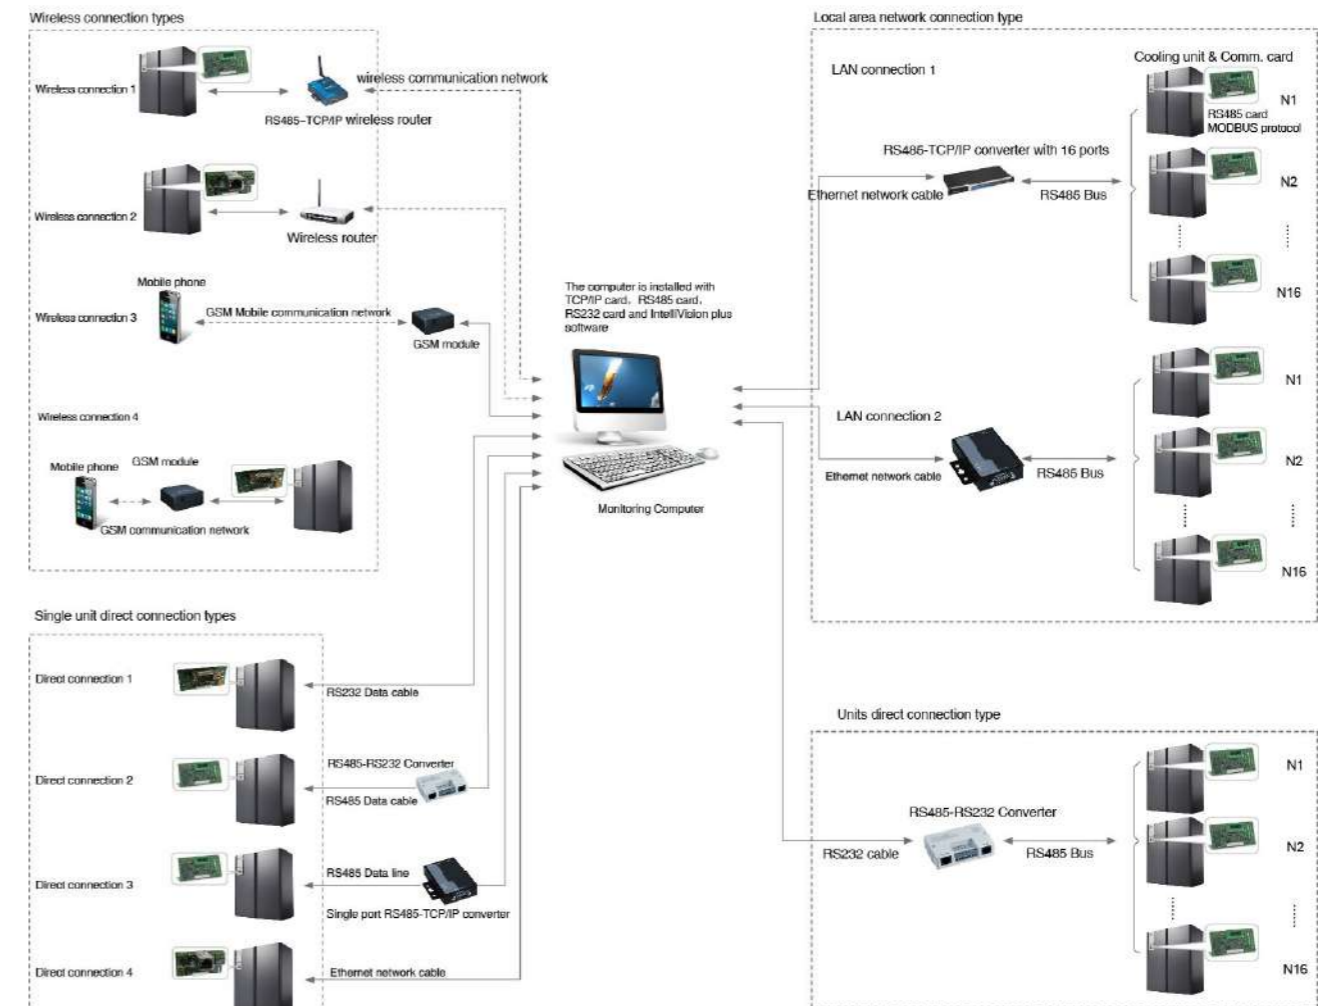 Wireless connection types
Wireless connection 1
wireless communication network
RS485-TCP/IP wireless router
Wireless connection 2
Wireless router
Mobile phone
Wireless connection 3
GSM Mobile communication network
GSM module
Wireless connection 4
GSM module
Mobile phone
GSM communication network
Single unit direct connection types
Direct connection 1
RS232 Data cable
Direct connection 2
RS485-RS232 Converter
RS485 Data cable
Direct connection 3
RS485 Data line
Single port RS485-TCP/IP converter
Direct connection 4
Ethernet network cable
The computer is installed with
TCP/IP card, RS485 card,
RS232 card and IntelliVision plus
software
Monitoring Computer
Local area network connection type
LAN connection 1
Cooling unit & Comm. card
N1
RS485 card
MODBUS protocol
RS485-TCP/IP converter with 16 ports
Ethernet network cable
RS485 Bus
N2
N16
LAN connection 2
N1
Ethernet network cable
RS485 Bus
N2
N16
Units direct connection type
N1
RS485-RS232 Converter
RS232 cable
RS485 Bus
N2
N16